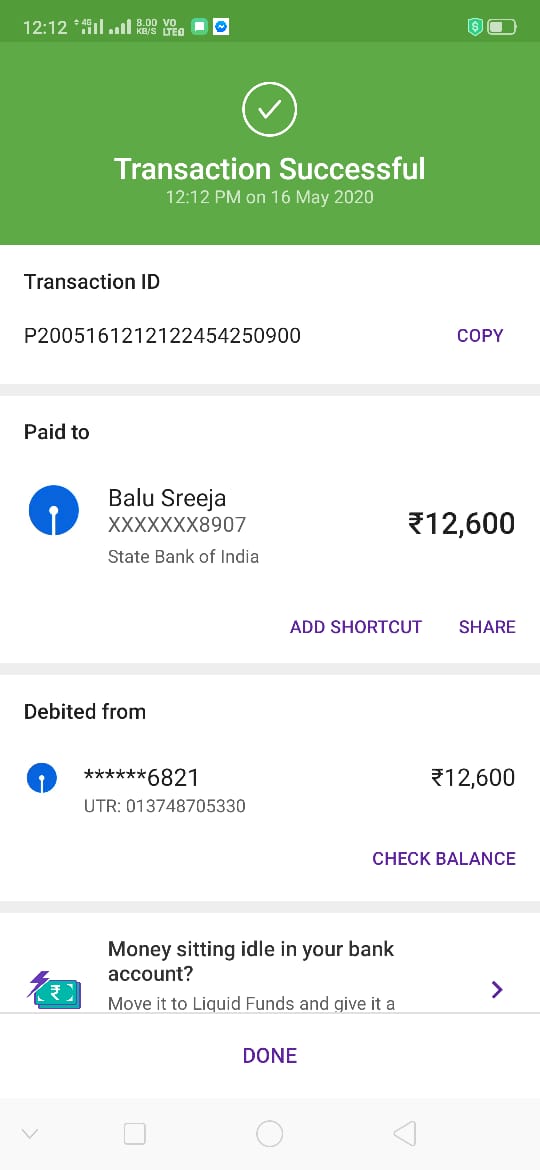 12:12 4G 8.00 KB/S VO LTE
Transaction Successful
12:12 PM on 16 May 2020
Transaction ID
P2005161212122454250900 COPY
Paid to
Balu Sreeja
XXXXXXX8907 ₹12,600
State Bank of India
ADD SHORTCUT SHARE
Debited from
******6821 ₹12,600
UTR: 013748705330
CHECK BALANCE
Money sitting idle in your bank
account?
Move it to Liquid Funds and give it a
DONE